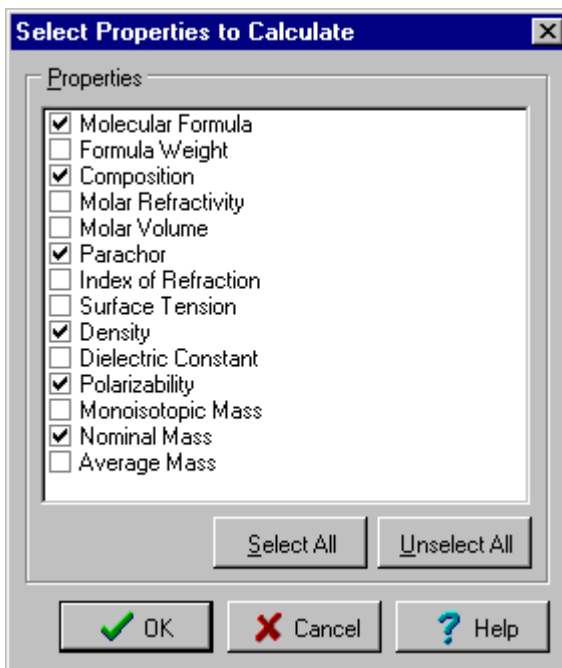 Select Properties to Calculate
Properties
Molecular Formula
Formula Weight
Composition
Molar Refractivity
Molar Volume
Parachor
Index of Refraction
Surface Tension
Density
Dielectric Constant
Polarizability
Monoisotopic Mass
Nominal Mass
Average Mass
Select All Unselect All
OK Cancel ? Help